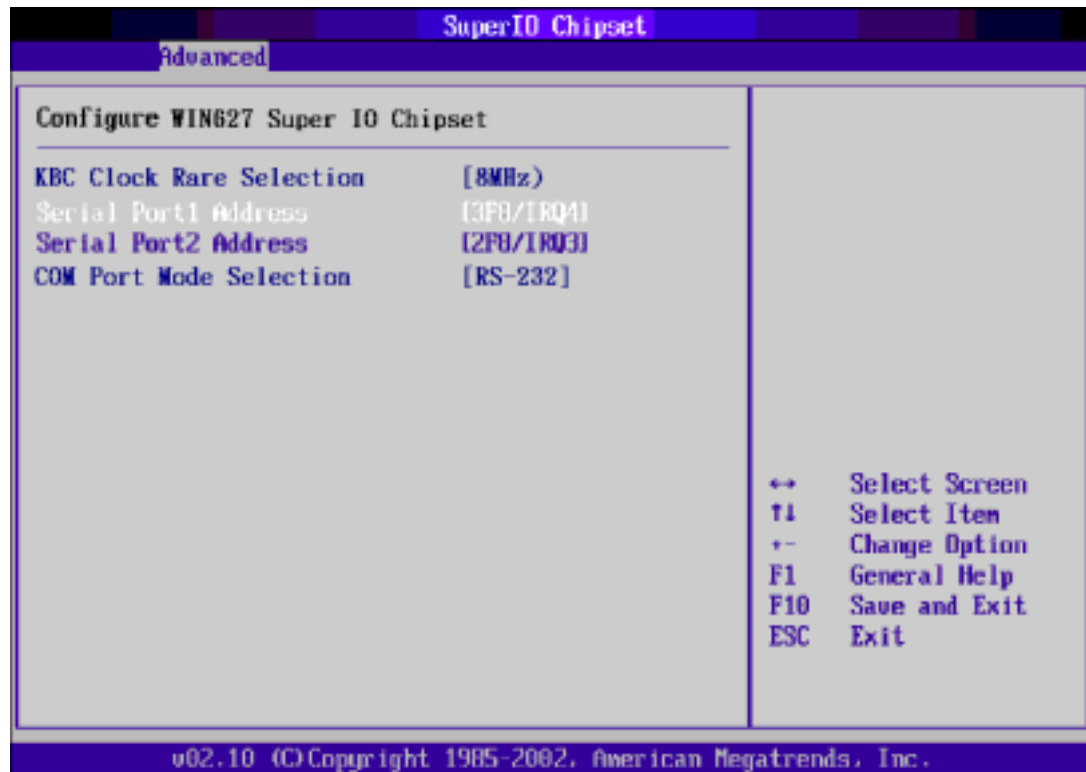 SuperIO Chipset
Advanced
Configure WIN627 Super IO Chipset
KBC Clock Rare Selection [8MHz)
Serial Port1 Address [3F8/IRQ4]
Serial Port2 Address [2F8/IRQ3]
COM Port Mode Selection [RS-232]
↔ Select Screen
↑↓ Select Item
+- Change Option
F1 General Help
F10 Save and Exit
ESC Exit
v02.10 (C)Copyright 1985-2002, American Megatrends, Inc.